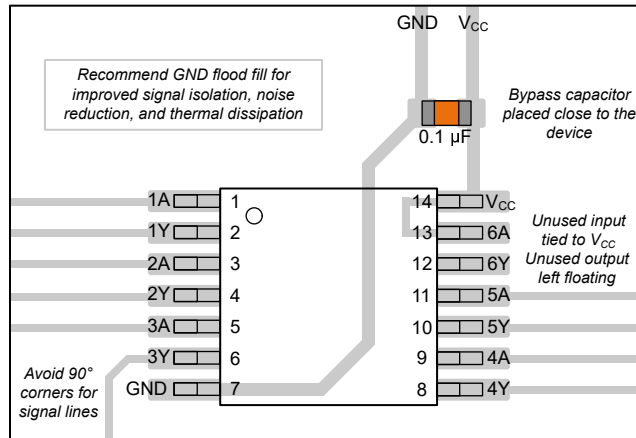 GND V_CC
Recommend GND flood fill for
improved signal isolation, noise
reduction, and thermal dissipation
Bypass capacitor
placed close to the
device
0.1 µF
1A 1 14 V_CC
1Y 2 13 6A
2A 3 12 6Y
2Y 4 11 5A
3A 5 10 5Y
3Y 6 9 4A
GND 7 8 4Y
Unused input
tied to V_CC
Unused output
left floating
Avoid 90°
corners for
signal lines